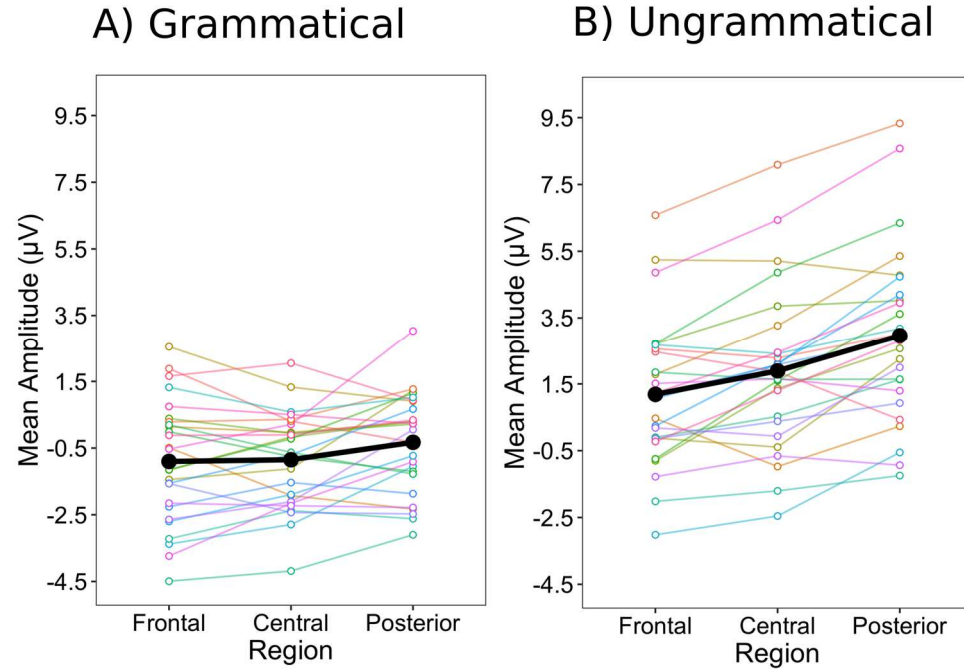 A) Grammatical
B) Ungrammatical
Mean Amplitude (µV)
9.5
7.5
5.5
3.5
1.5
-0.5
-2.5
-4.5
Frontal Central Posterior
Region
Mean Amplitude (µV)
9.5
7.5
5.5
3.5
1.5
-0.5
-2.5
-4.5
Frontal Central Posterior
Region